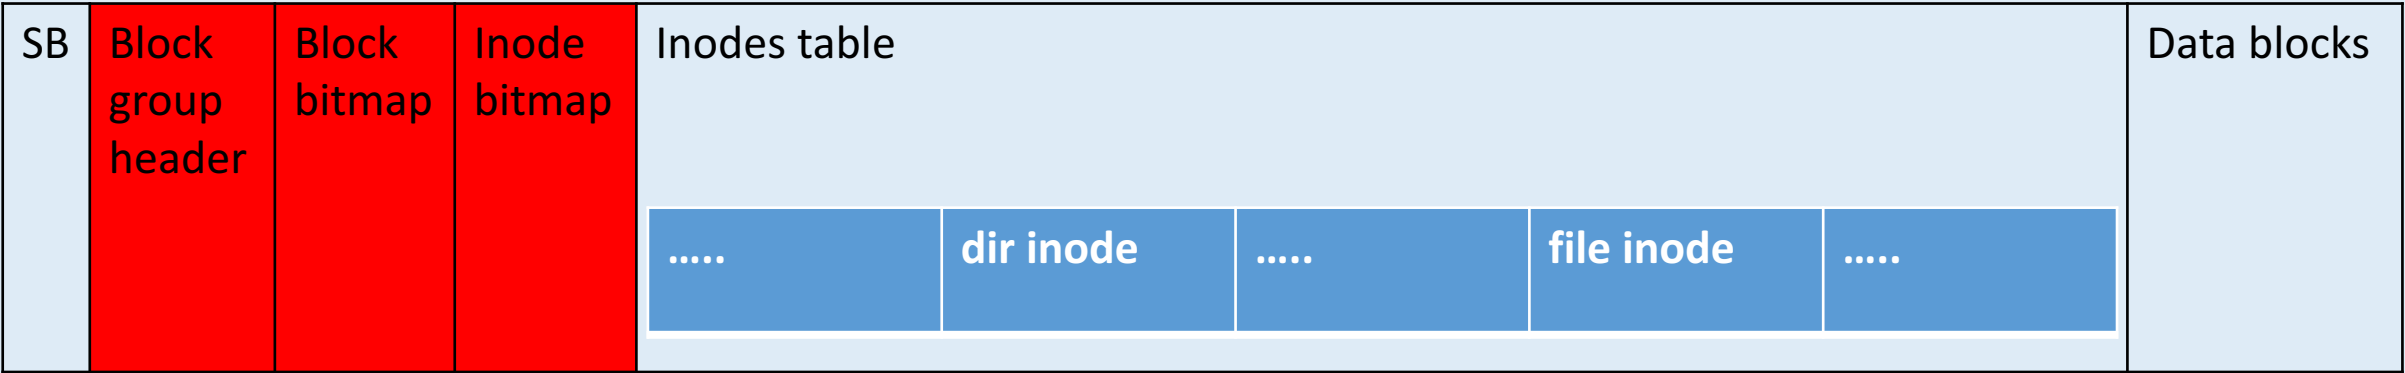 SB
Block
group
header
Block
bitmap
Inode
bitmap
Inodes table
Data blocks
.....
dir inode
.....
file inode
.....